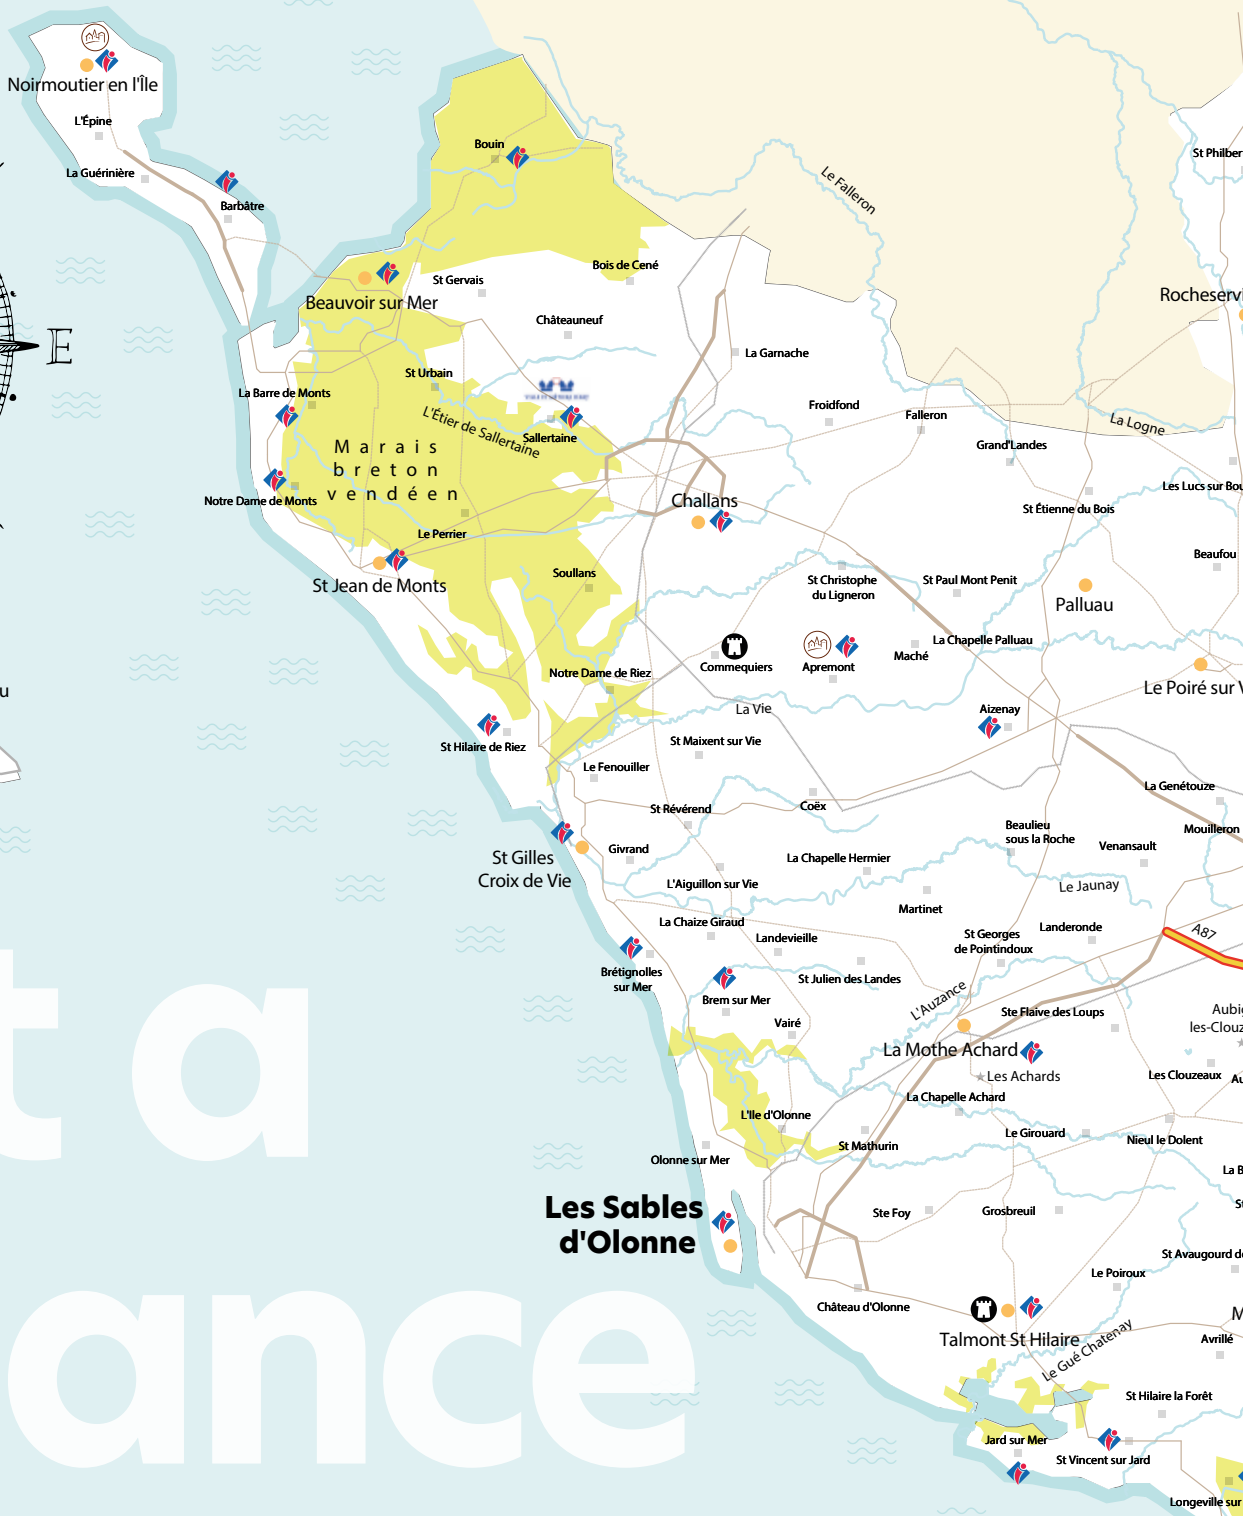 Noirmoutier en l'Île
L'Épine
La Guérinière
Barbâtre
Bouin
Le Falleron
St Philber
Beauvoir sur Mer
St Gervais
Bois de Cené
Rocheservi
Châteauneuf
E
La Garnache
St Urbain
La Barre de Monts
L'Étier de Sallertaine
Sallertaine
Froidfond
Falleron
La Logne
Grand'Landes
Marais
breton
vendéen
Notre Dame de Monts
Challans
Les Lucs sur Bou
St Étienne du Bois
Le Perrier
Beaufou
St Jean de Monts
Soullans
St Christophe
du Ligneron
St Paul Mont Penit
Palluau
La Chapelle Palluau
Commequiers
Apremont
Maché
Notre Dame de Riez
Le Poiré sur V
u
La Vie
Aizenay
St Hilaire de Riez
St Maixent sur Vie
Le Fenouiller
La Genétouze
St Révérend
Coëx
Beaulieu
sous la Roche
Mouilleron
Venansault
St Gilles
Croix de Vie
Givrand
La Chapelle Hermier
L'Aiguillon sur Vie
Le Jaunay
Martinet
La Chaize Giraud
Landevieille
St Georges
de Pointindoux
Landeronde
A87
Brétignolles
sur Mer
St Julien des Landes
Brem sur Mer
L'Auzance
Vairé
Ste Flaive des Loups
Aubig
les-Clouz
La Mothe Achard
Les Achards
Les Clouzeaux
Au
La Chapelle Achard
L'Ile d'Olonne
ta
Le Girouard
Nieul le Dolent
St Mathurin
Olonne sur Mer
La B
Les Sables
d'Olonne
Ste Foy
Grosbreuil
St
St Avaugourd de
Le Poiroux
Château d'Olonne
M
Talmont St Hilaire
Avrillé
Le Gué Chatenay
ance
St Hilaire la Forêt
Jard sur Mer
St Vincent sur Jard
Longeville sur